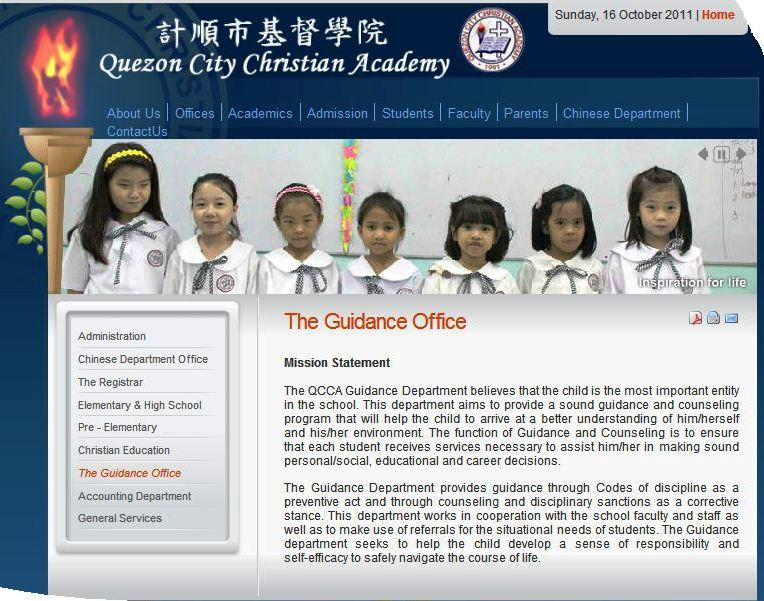 Sunday, 16 October 2011 | Home
計順市基督學院
Quezon City Christian Academy
QUEZON CITY CHRISTIAN ACADEMY
1991
About Us | Offices | Academics | Admission | Students | Faculty | Parents | Chinese Department |
ContactUs
Inspiration for life
Administration
Chinese Department Office
The Registrar
Elementary & High School
Pre - Elementary
Christian Education
The Guidance Office
Accounting Department
General Services
The Guidance Office
Mission Statement
The QCCA Guidance Department believes that the child is the most important entity
in the school. This department aims to provide a sound guidance and counseling
program that will help the child to arrive at a better understanding of him/herself
and his/her environment. The function of Guidance and Counseling is to ensure
that each student receives services necessary to assist him/her in making sound
personal/social, educational and career decisions.
The Guidance Department provides guidance through Codes of discipline as a
preventive act and through counseling and disciplinary sanctions as a corrective
stance. This department works in cooperation with the school faculty and staff as
well as to make use of referrals for the situational needs of students. The Guidance
department seeks to help the child develop a sense of responsibility and
self-efficacy to safely navigate the course of life.